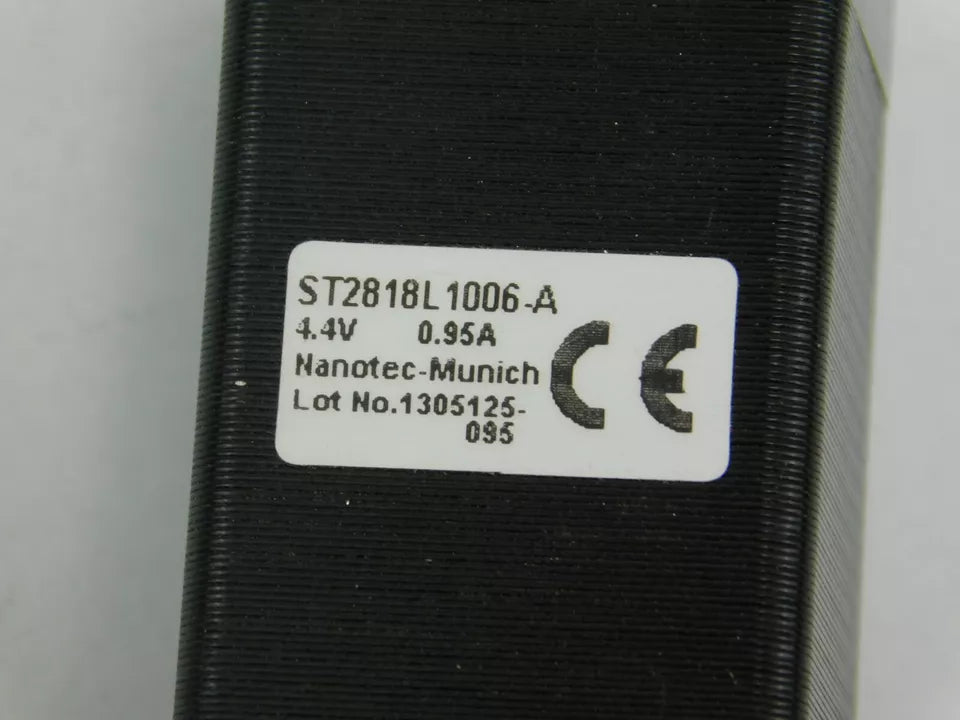 ST2818L1006-A
4.4V 0.95A
Nanotec-Munich
Lot No.1305125-
095
CE